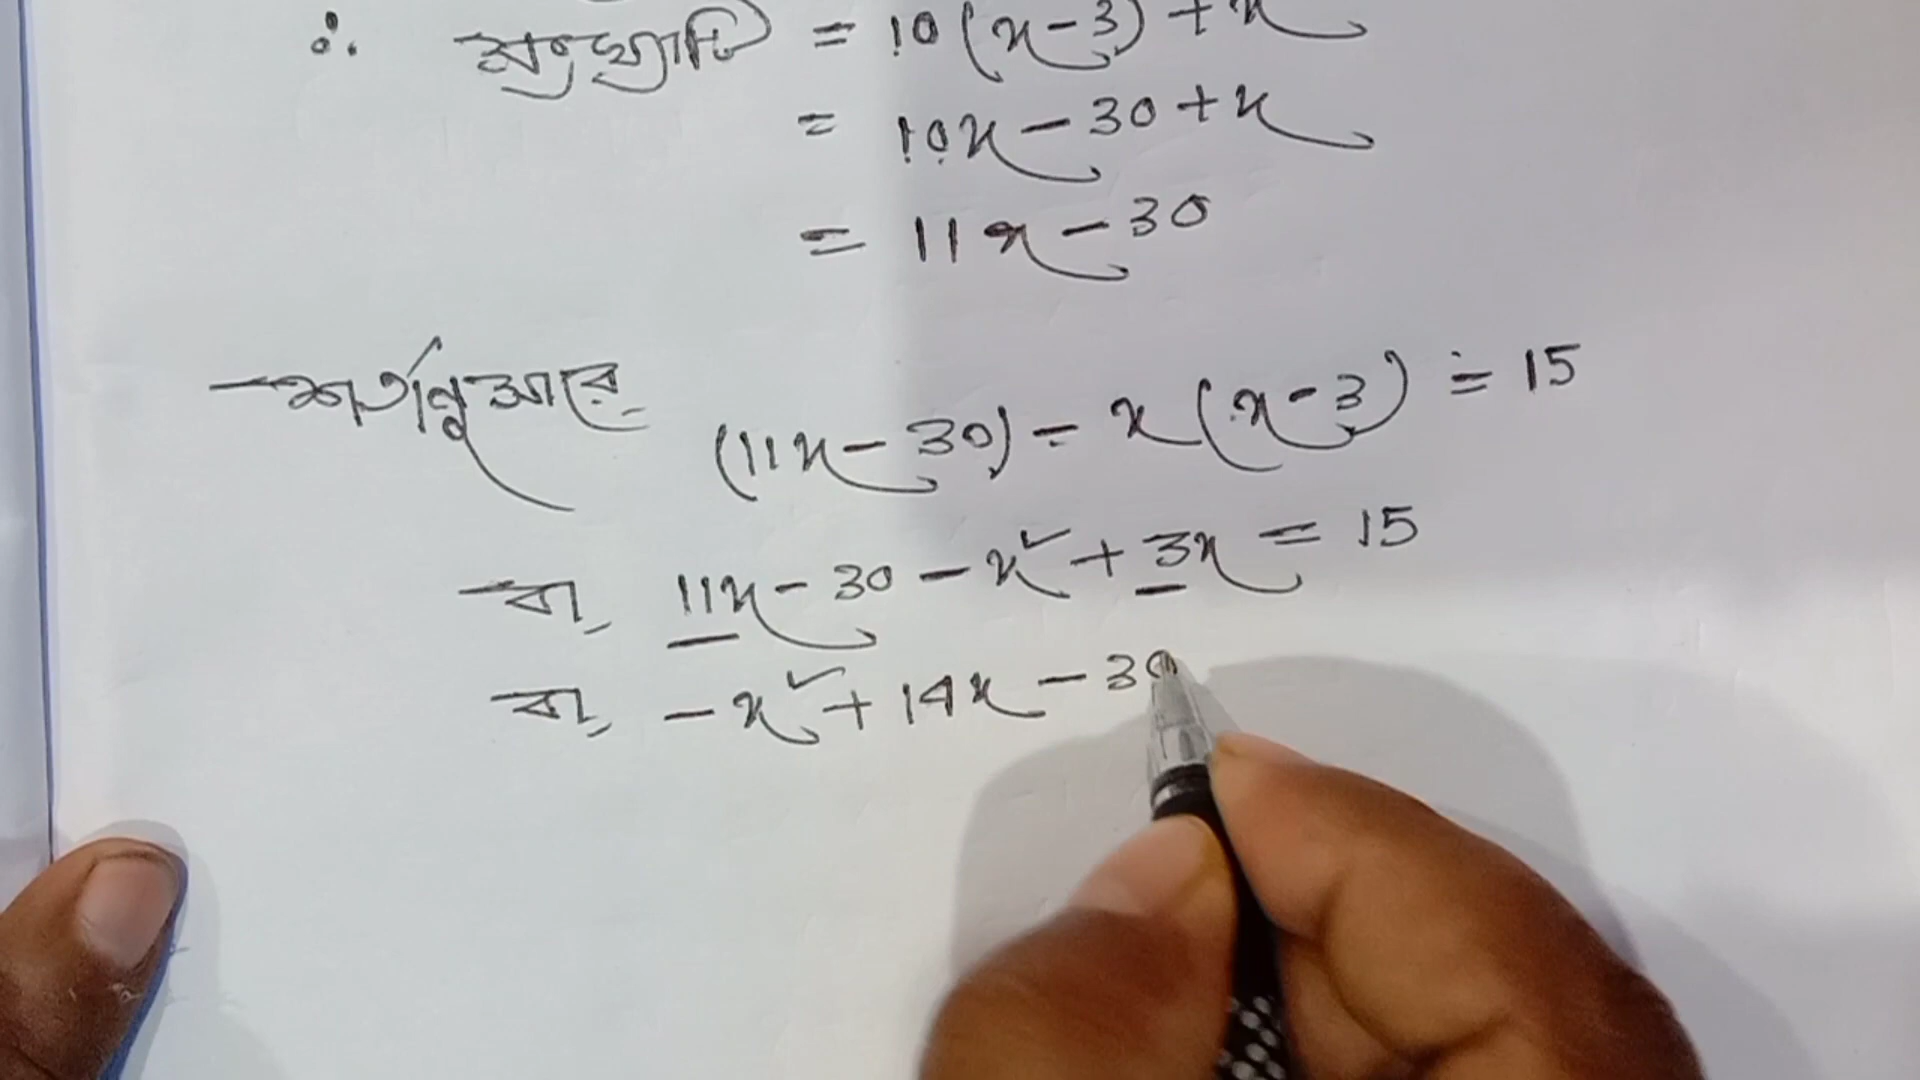 ∴ সংখ্যাটি = 10(x-3)+x
= 10x-30+x
= 11x-30
শর্তানুসারে (11x-30)-x(x-3) = 15
বা, 11x-30-x²+3x = 15
বা, -x²+14x-30